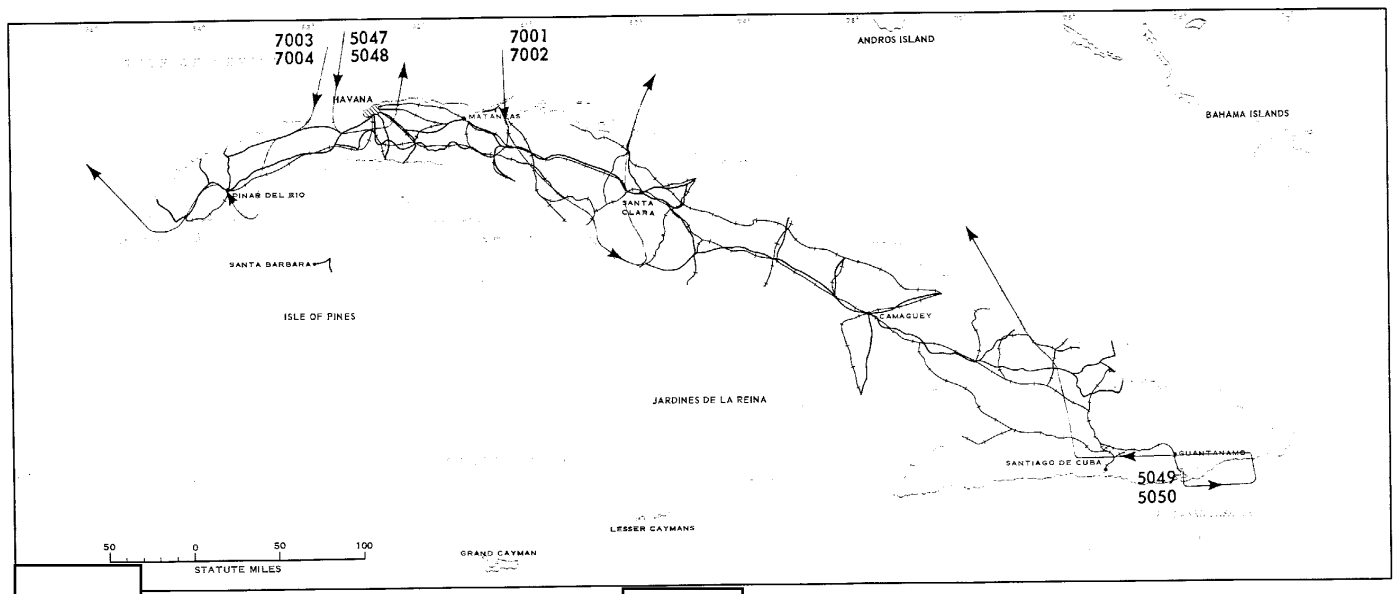 ANDROS ISLAND
7003 5047
7004 5048
7001
7002
HAVANA
MATANZAS
BAHAMA ISLANDS
PINAR DEL RIO
SANTA
CLARA
SANTA BARBARA
ISLE OF PINES
CAMAGUEY
JARDINES DE LA REINA
GUANTANAMO
SANTIAGO DE CUBA
5049
5050
LESSER CAYMANS
GRAND CAYMAN
50 0 50 100
STATUTE MILES